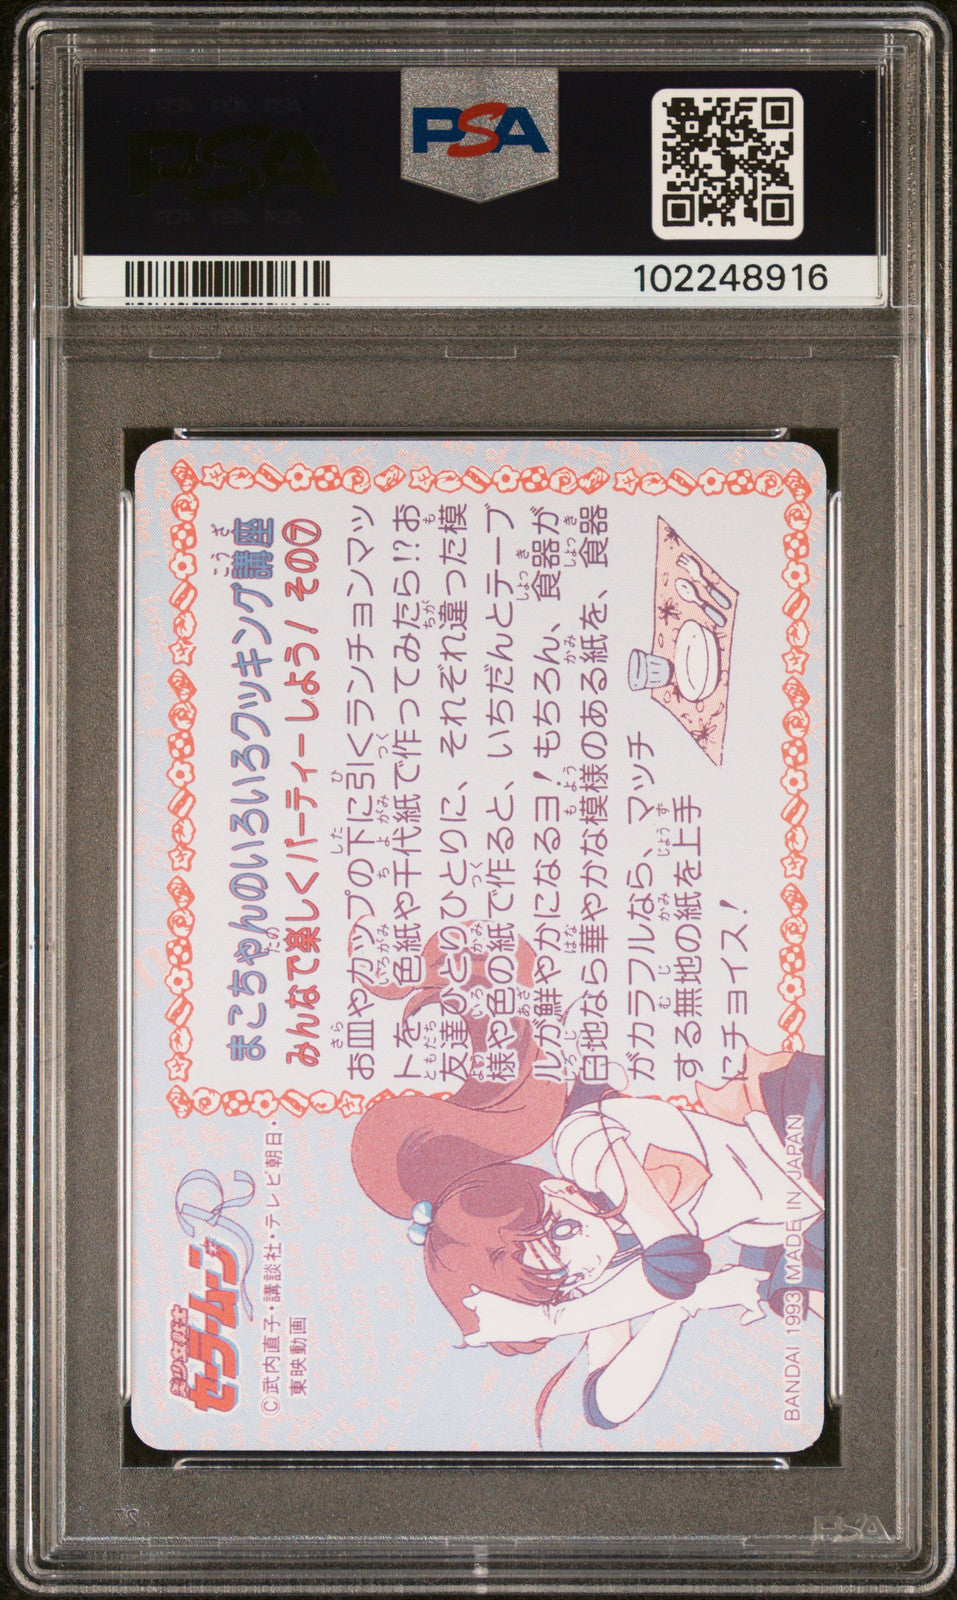 PSA
102248916
まこちゃんのいろいろクッキング講座
みんなで楽しくパーティーしよう! その⑦
お皿やカップの下に引くランチョンマッ
トを、色紙や千代紙で作ってみたら!?お
友達ひとりひとりに、それぞれ違った模
様や色の紙で作ると、いちだんとテーブ
ルが鮮やかになるヨ!もちろん、食器が
白地なら華やかな模様のある紙を、食器
がカラフルなら、マッチ
する無地の紙を上手
にチョイス!
美少女戦士
セーラームーンR
©武内直子・講談社・テレビ朝日・
東映動画
BANDAI 1993 MADE IN JAPAN
PSA